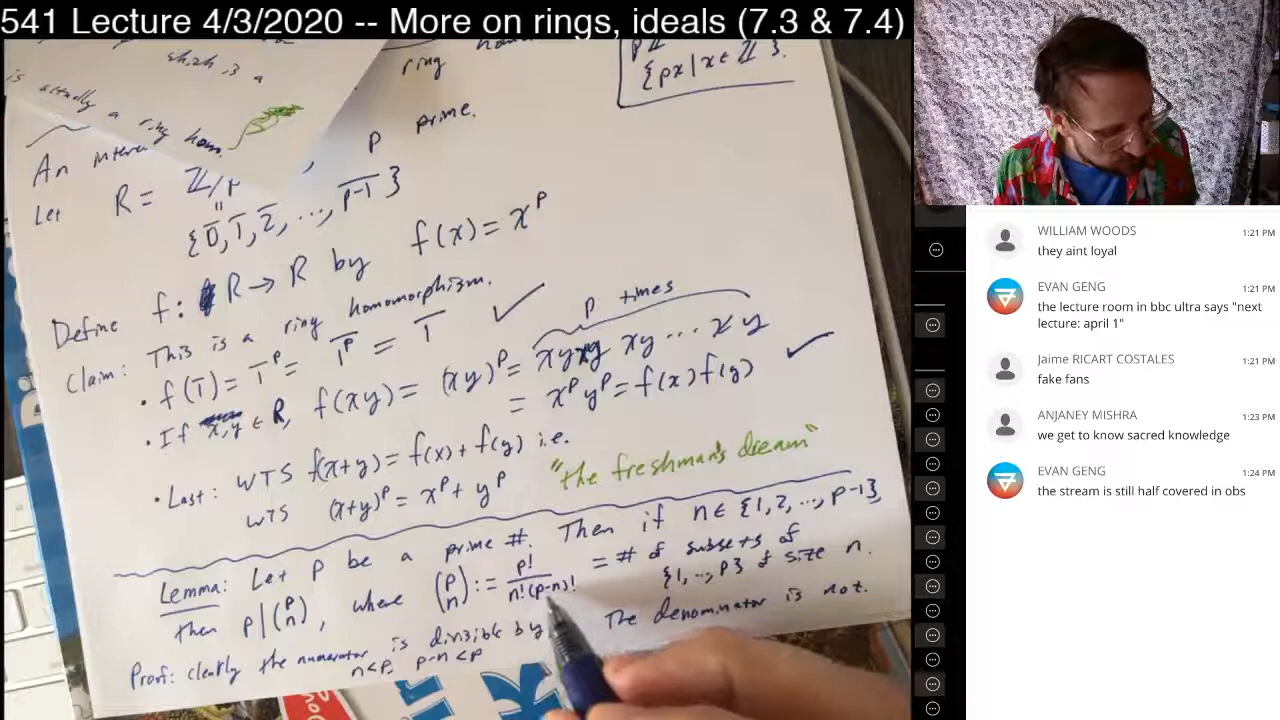 541 Lecture 4/3/2020 -- More on rings, ideals (7.3 & 7.4)
ring
{px | x ∈ ℤ}.
is actually a ring hom.
An
Let R = ℤ/p , p prime.
"
{0̄, 1̄, 2̄, ..., p-1̄}
Define f: R → R by f(x) = x^p
Claim: This is a ring homomorphism.
• f(1̄) = 1̄^p = 1^p̄ = 1̄ ✓
p times
• If x,y ∈ R, f(xy) = (xy)^p = xyxy xy ... xy
= x^p y^p = f(x)f(y) ✓
• Last: WTS f(x+y) = f(x) + f(y) i.e.
WTS (x+y)^p = x^p + y^p "the freshman's dream"
Lemma: Let p be a prime #. Then if n ∈ {1, 2, ..., p-1},
then p | (p n), where (p n) := p! / n!(p-n)! = # of subsets of
{1, ..., p} of size n.
Proof: clearly the numerator is divisible by The denominator is not.
n<p, p-n<p
WILLIAM WOODS 1:21 PM
they aint loyal
EVAN GENG 1:21 PM
the lecture room in bbc ultra says "next
lecture: april 1"
Jaime RICART COSTALES 1:21 PM
fake fans
ANJANEY MISHRA 1:23 PM
we get to know sacred knowledge
EVAN GENG 1:24 PM
the stream is still half covered in obs